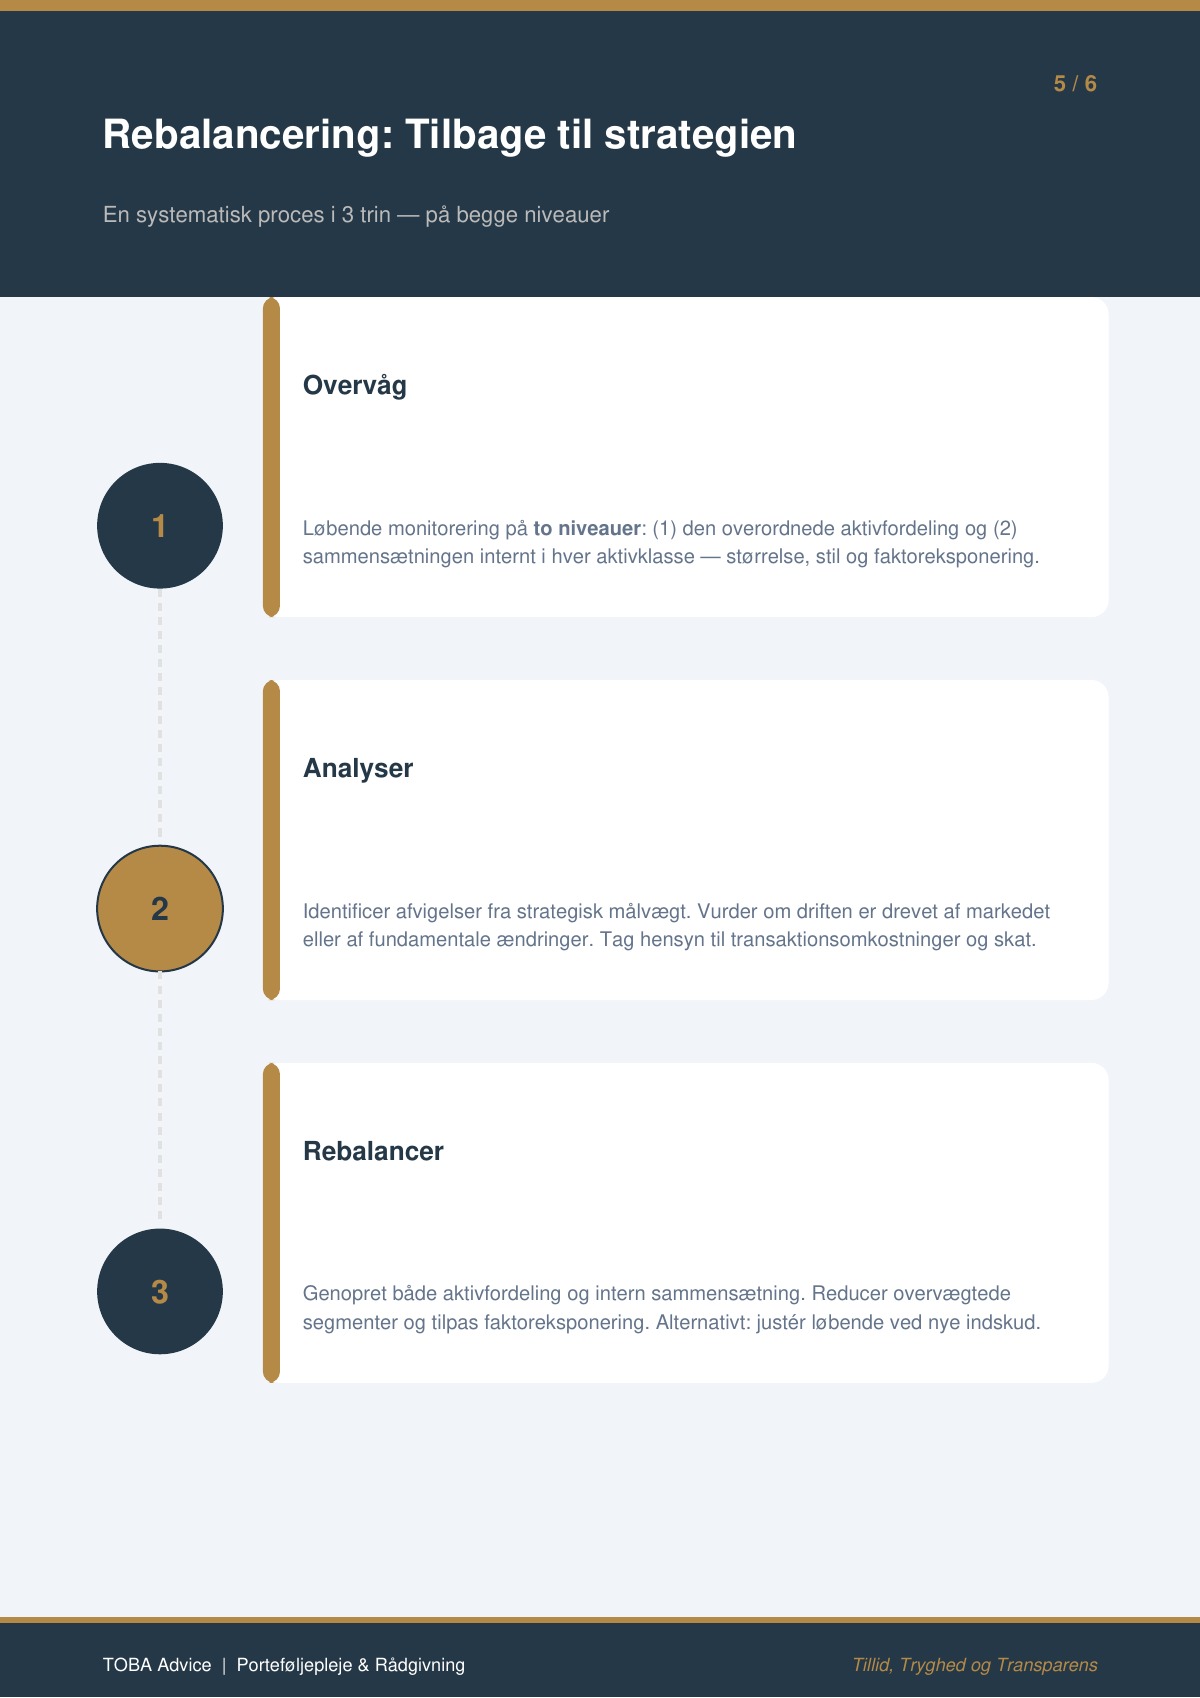 5 / 6
Rebalancering: Tilbage til strategien
En systematisk proces i 3 trin — på begge niveauer
Overvåg
1
Løbende monitorering på to niveauer: (1) den overordnede aktivfordeling og (2)
sammensætningen internt i hver aktivklasse — størrelse, stil og faktoreksponering.
Analyser
2
Identificer afvigelser fra strategisk målvægt. Vurder om driften er drevet af markedet
eller af fundamentale ændringer. Tag hensyn til transaktionsomkostninger og skat.
Rebalancer
3
Genopret både aktivfordeling og intern sammensætning. Reducer overvægtede
segmenter og tilpas faktoreksponering. Alternativt: justér løbende ved nye indskud.
TOBA Advice | Porteføljepleje & Rådgivning
Tillid, Tryghed og Transparens